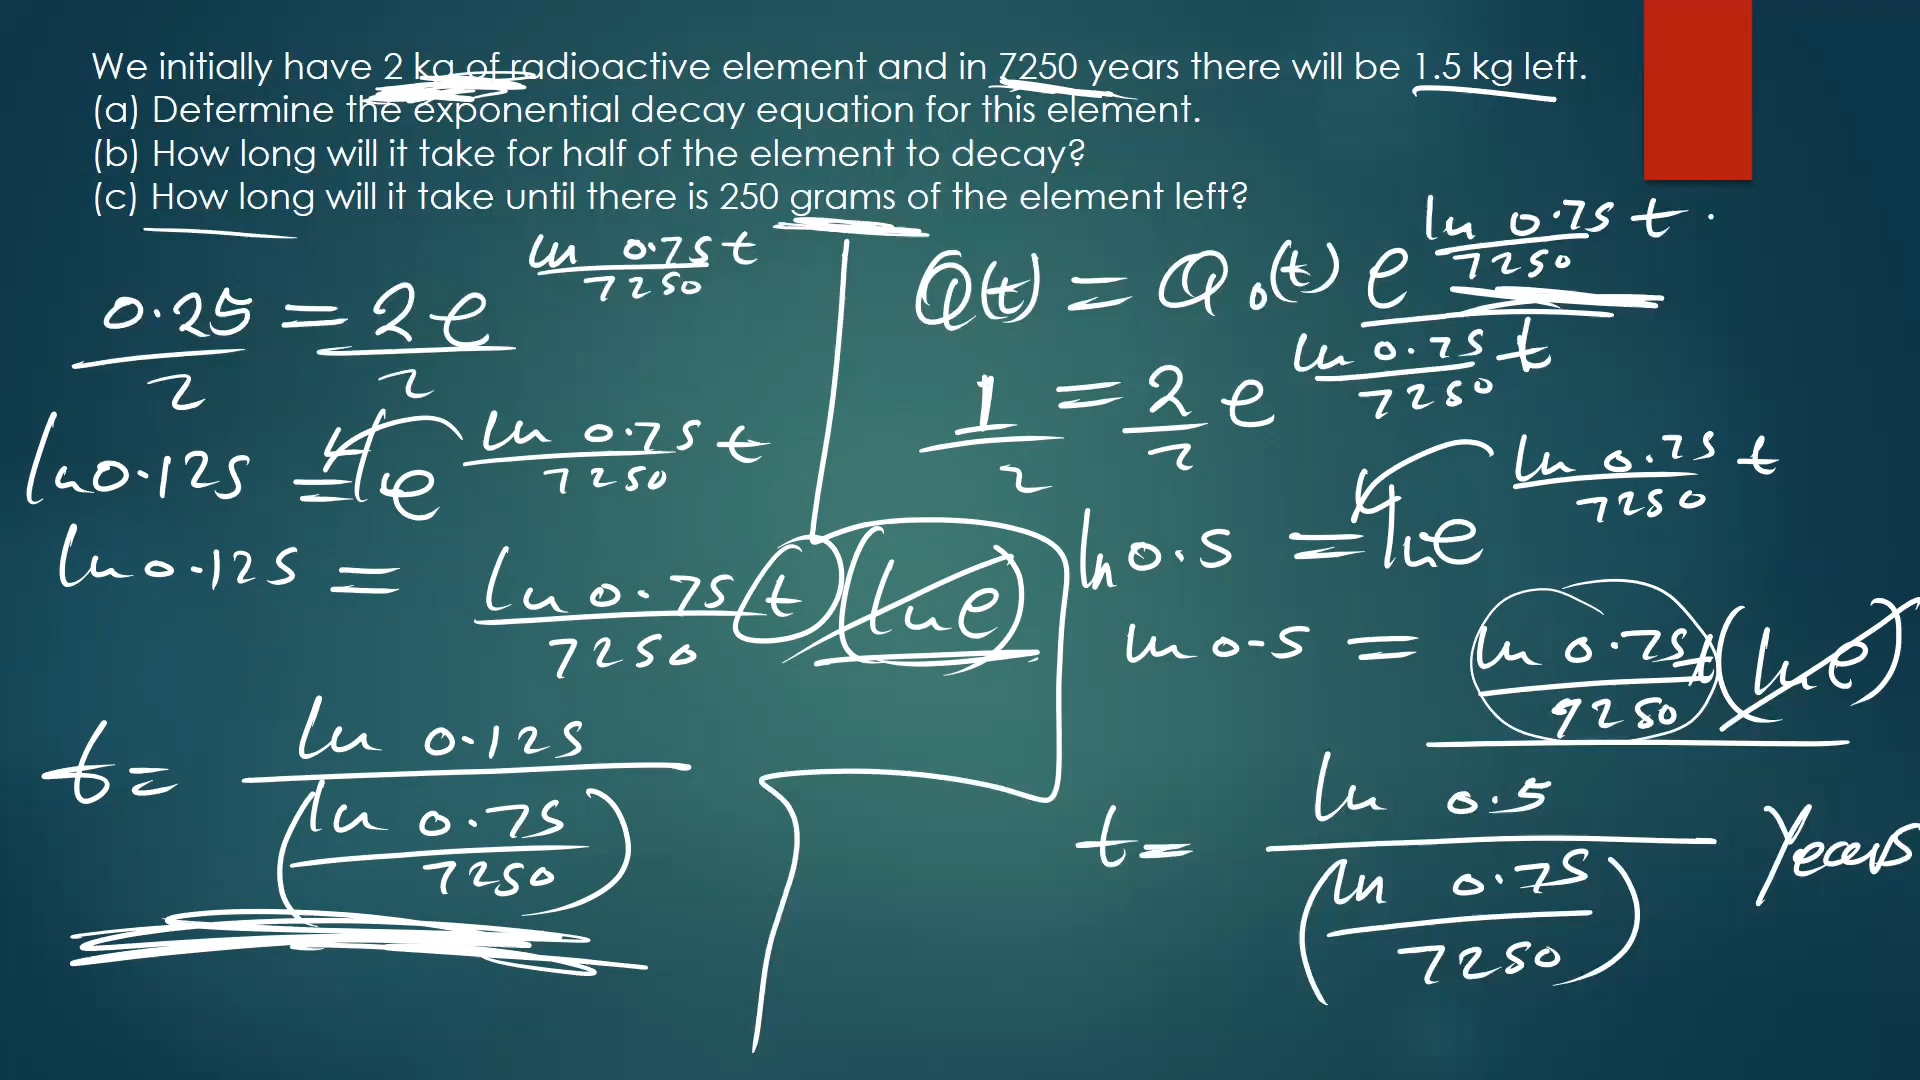 We initially have 2 kg of radioactive element and in 7250 years there will be 1.5 kg left.
(a) Determine the exponential decay equation for this element.
(b) How long will it take for half of the element to decay?
(c) How long will it take until there is 250 grams of the element left?
0.25/2 = 2e^(ln 0.75/7250 t)/2
ln 0.125 = ln e^(ln 0.75/7250 t)
ln 0.125 = ln 0.75/7250 t (ln e)
t = ln 0.125/(ln 0.75/7250)
Q(t) = Q₀(t) e^(ln 0.75/7250 t).
1/2 = 2/2 e^(ln 0.75/7250 t)
ln 0.5 = ln e^(ln 0.75/7250 t)
ln 0.5 = ln 0.75/9250 t (ln e)
t = ln 0.5/(ln 0.75/7250) Years